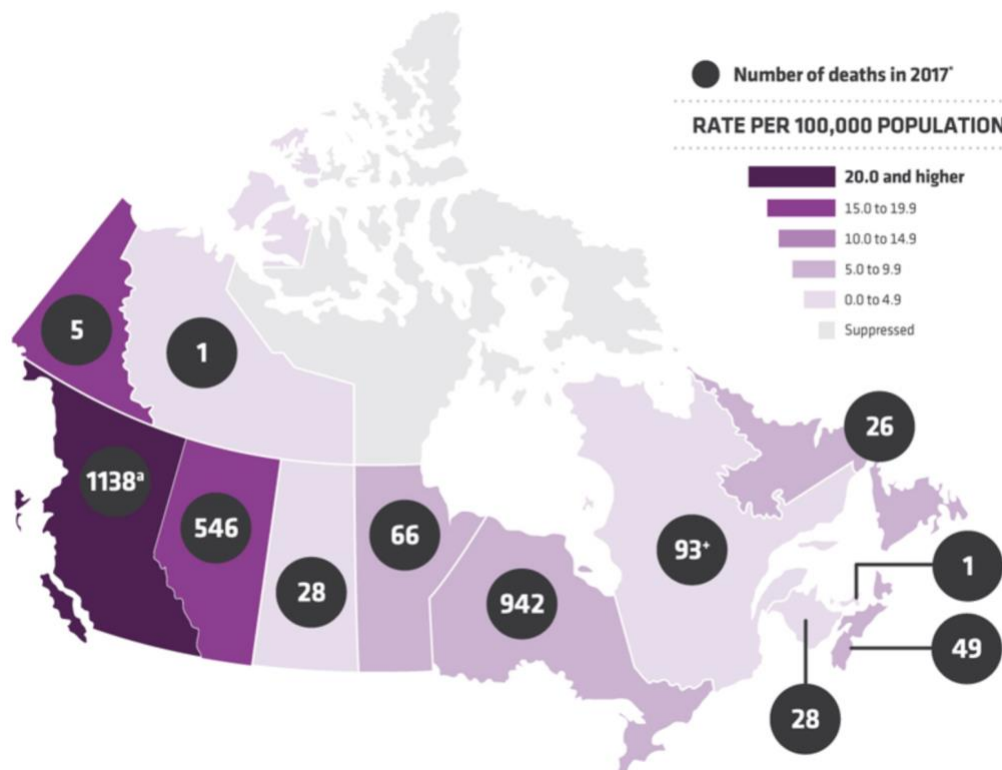 Number of deaths in 2017*
RATE PER 100,000 POPULATION
20.0 and higher
15.0 to 19.9
10.0 to 14.9
5.0 to 9.9
0.0 to 4.9
Suppressed
5
1
26
1138ª
546
66
93⁺
28
942
1
49
28